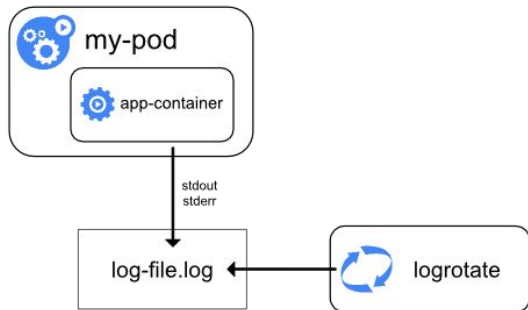 my-pod
app-container
stdout
stderr
log-file.log
logrotate